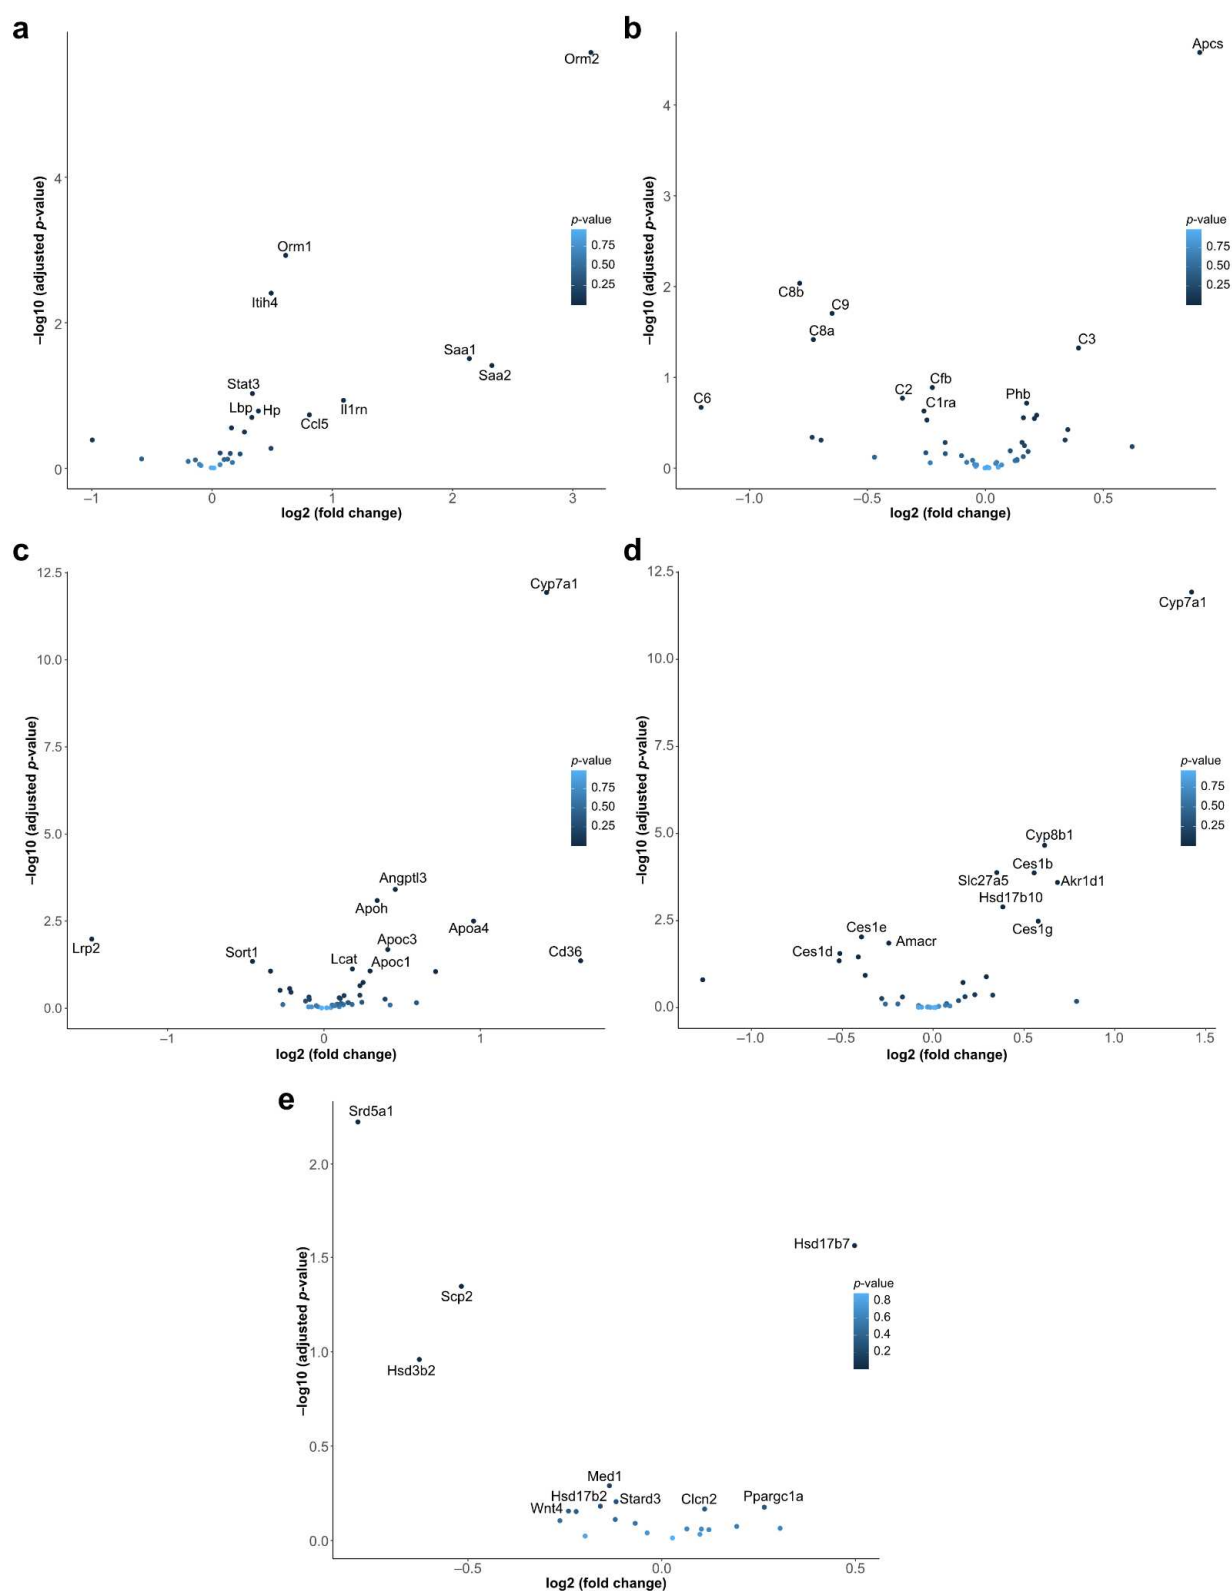 a
Orm2
4
Orm1
Itih4
2
Saa1
Saa2
Stat3
Lbp
Hp
Il1rn
Ccl5
0
−1
0
1
2
3
log2 (fold change)
−log10 (adjusted p-value)
p-value
0.75
0.50
0.25
b
Apcs
4
3
2
C8b
C9
C8a
C3
1
Cfb
C2
Phb
C6
C1ra
0
−1.0
−0.5
0.0
0.5
log2 (fold change)
−log10 (adjusted p-value)
p-value
0.75
0.50
0.25
c
12.5
Cyp7a1
10.0
7.5
5.0
Angptl3
Apoh
2.5
Apoa4
Lrp2
Apoc3
Sort1
Lcat
Apoc1
Cd36
0.0
−1
0
1
log2 (fold change)
−log10 (adjusted p-value)
p-value
0.75
0.50
0.25
d
12.5
Cyp7a1
10.0
7.5
5.0
Cyp8b1
Ces1b
Slc27a5
Akr1d1
Hsd17b10
2.5
Ces1g
Ces1e
Amacr
Ces1d
0.0
−1.0
−0.5
0.0
0.5
1.0
1.5
log2 (fold change)
−log10 (adjusted p-value)
p-value
0.75
0.50
0.25
e
Srd5a1
2.0
1.5
Hsd17b7
Scp2
1.0
Hsd3b2
0.5
Med1
Hsd17b2
Stard3
Clcn2
Ppargc1a
Wnt4
0.0
−0.5
0.0
0.5
log2 (fold change)
−log10 (adjusted p-value)
p-value
0.8
0.6
0.4
0.2